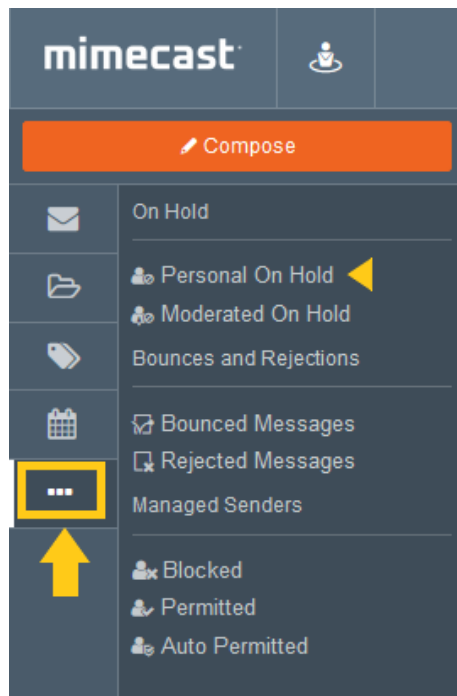 mimecast
Compose
On Hold
Personal On Hold
Moderated On Hold
Bounces and Rejections
Bounced Messages
Rejected Messages
Managed Senders
Blocked
Permitted
Auto Permitted